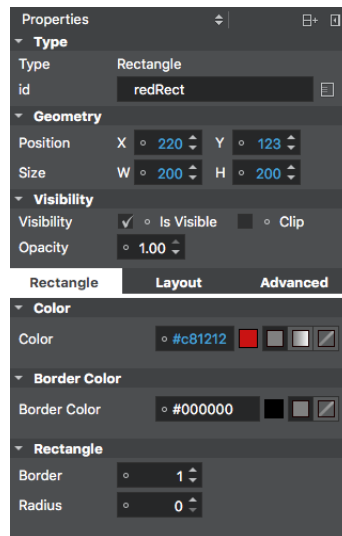 Properties
Type
Type Rectangle
id redRect
Geometry
Position X 220 Y 123
Size W 200 H 200
Visibility
Visibility Is Visible Clip
Opacity 1.00
Rectangle Layout Advanced
Color
Color #c81212
Border Color
Border Color #000000
Rectangle
Border 1
Radius 0